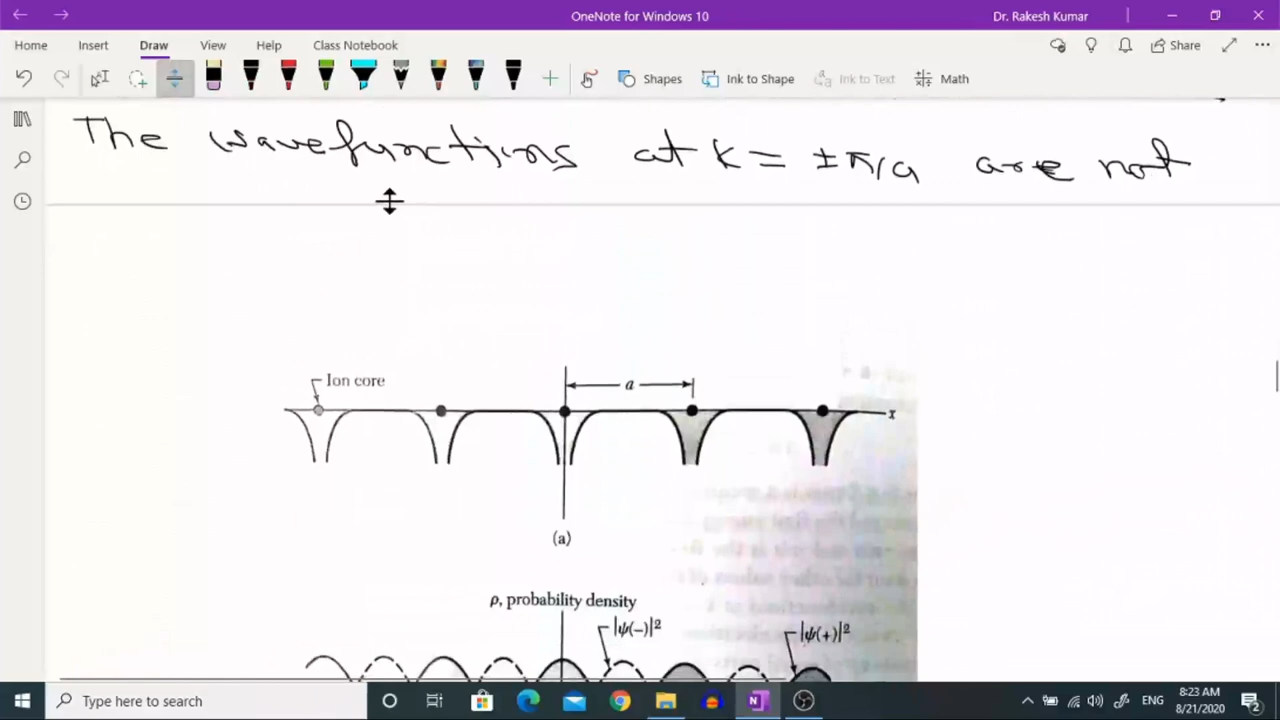 OneNote for Windows 10
Dr. Rakesh Kumar
Home Insert Draw View Help Class Notebook Share
Shapes Ink to Shape Ink to Text Math
The wavefunctions at k = ±π/a are not
Ion core
a
x
(a)
ρ, probability density
|ψ(−)|²
|ψ(+)|²
Type here to search
ENG
8:23 AM
8/21/2020
2